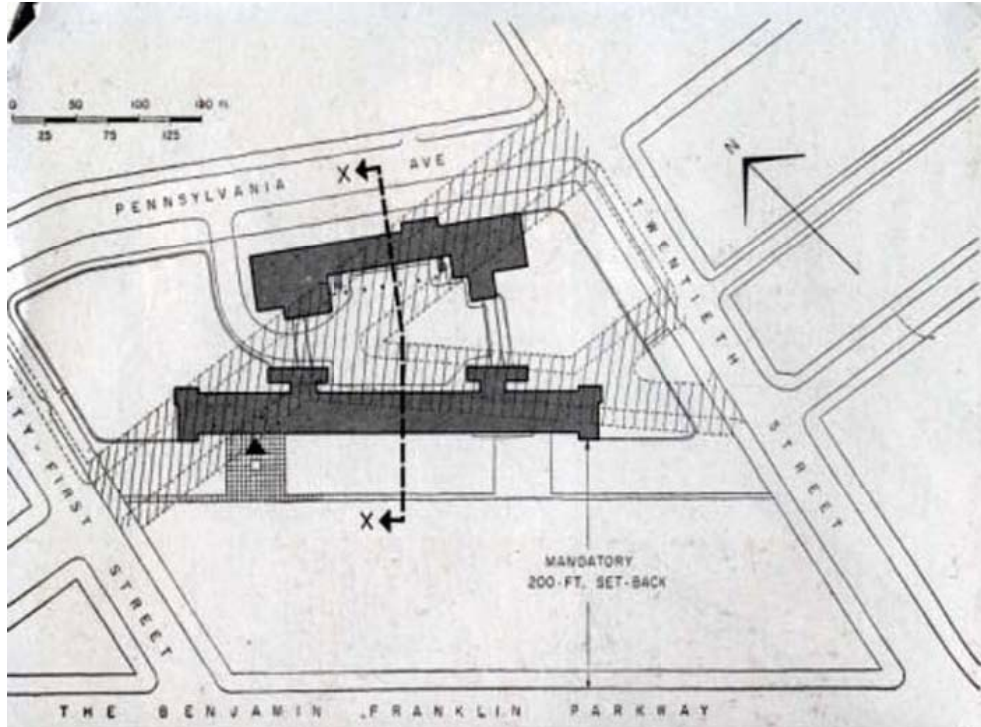 0 50 100 150 ft.
25 75 125
PENNSYLVANIA AVE
X
N
TWENTIETH STREET
X
TY-FIRST STREET
MANDATORY
200-FT. SET-BACK
THE BENJAMIN FRANKLIN PARKWAY